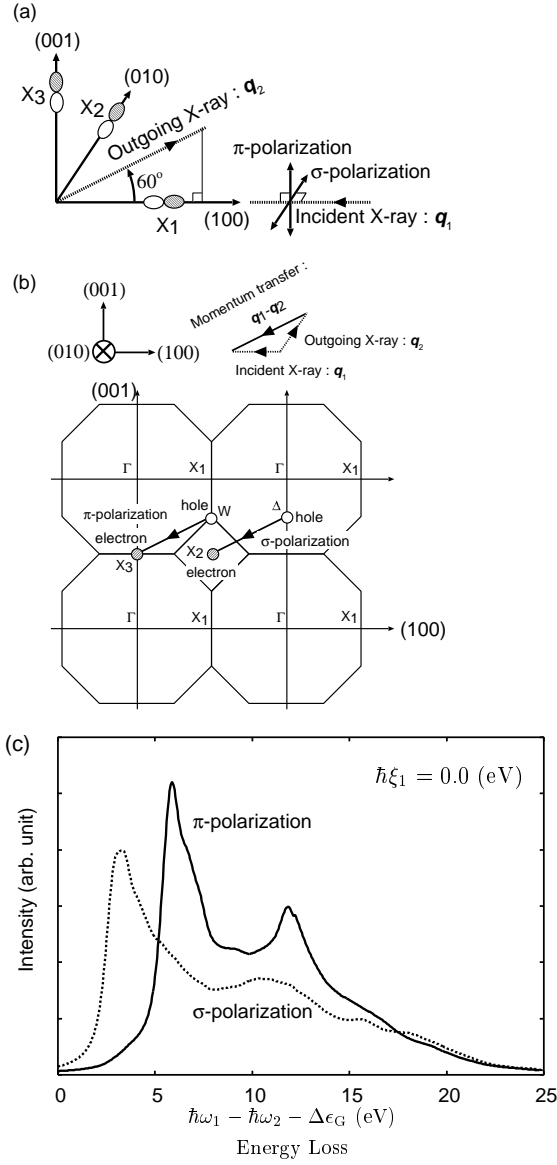 (a)
(001)
(010)
X3
X2
Outgoing X-ray : q2
60°
X1
(100)
π-polarization
σ-polarization
Incident X-ray : q1
(b)
(001)
(010)
(100)
Momentum transfer :
q1-q2
Outgoing X-ray : q2
Incident X-ray : q1
(001)
Γ
X1
Γ
X1
hole
W
Δ
hole
π-polarization
electron
σ-polarization
X3
X2
electron
Γ
X1
Γ
X1
(100)
(c)
ħξ1 = 0.0 (eV)
π-polarization
σ-polarization
Intensity (arb. unit)
0 5 10 15 20 25
ħω1 − ħω2 − ΔϵG (eV)
Energy Loss